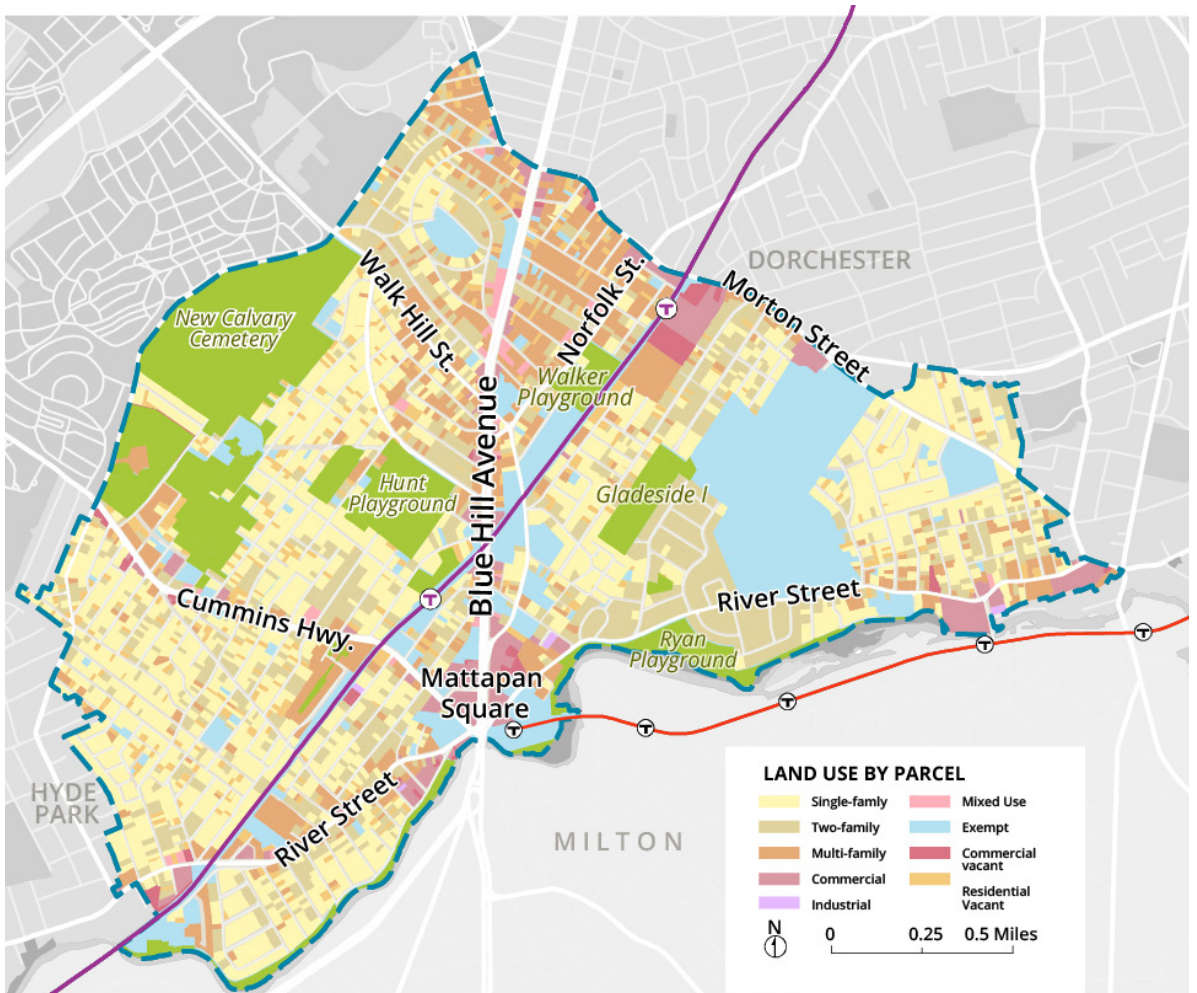 DORCHESTER
Morton Street
Walk Hill St.
Norfolk St.
New Calvary
Cemetery
Walker
Playground
Blue Hill Avenue
Hunt
Playground
Gladeside I
River Street
Cummins Hwy.
Ryan
Playground
Mattapan
Square
HYDE
PARK
River Street
MILTON
LAND USE BY PARCEL
Single-famly
Two-family
Multi-family
Commercial
Industrial
Mixed Use
Exempt
Commercial
vacant
Residential
Vacant
N
0 0.25 0.5 Miles
T
T
T
T
T
T
T